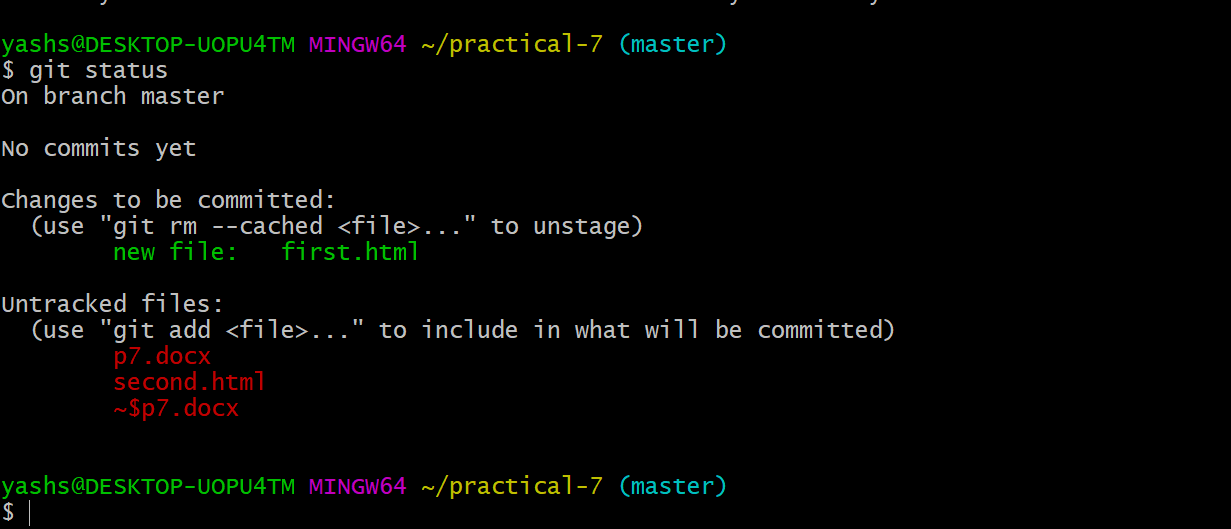 yashs@DESKTOP-UOPU4TM MINGW64 ~/practical-7 (master)
$ git status
On branch master
No commits yet
Changes to be committed:
  (use "git rm --cached <file>..." to unstage)
        new file:   first.html
Untracked files:
  (use "git add <file>..." to include in what will be committed)
        p7.docx
        second.html
        ~$p7.docx
yashs@DESKTOP-UOPU4TM MINGW64 ~/practical-7 (master)
$